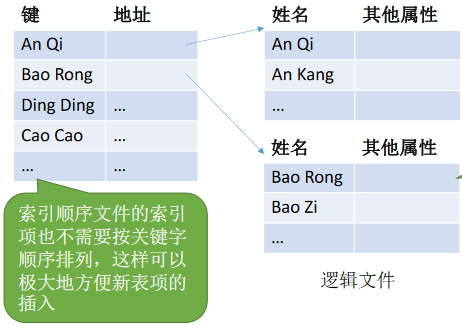 键 地址
An Qi
Bao Rong
Ding Ding …
Cao Cao …
… …
索引顺序文件的索引
项也不需要按关键字
顺序排列，这样可以
极大地方便新表项的
插入
姓名 其他属性
An Qi
An Kang
…
姓名 其他属性
Bao Rong
Bao Zi
…
逻辑文件